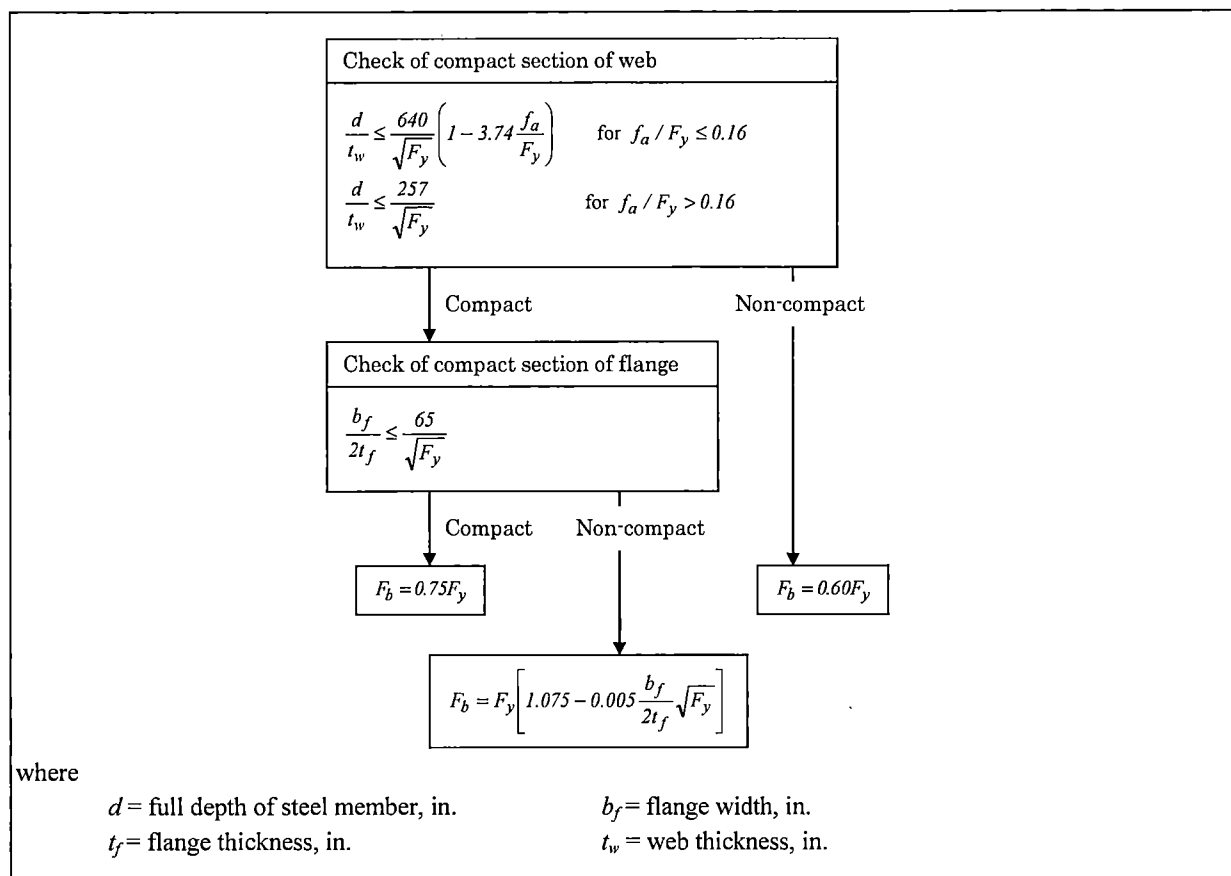 Check of compact section of web
d/t_w ≤ 640/√F_y (1 − 3.74 f_a/F_y) for f_a / F_y ≤ 0.16
d/t_w ≤ 257/√F_y for f_a / F_y > 0.16
Compact
Non-compact
Check of compact section of flange
b_f/2t_f ≤ 65/√F_y
Compact
Non-compact
F_b = 0.75F_y
F_b = 0.60F_y
F_b = F_y[1.075 − 0.005 b_f/2t_f √F_y]
where
d = full depth of steel member, in.
b_f = flange width, in.
t_f = flange thickness, in.
t_w = web thickness, in.